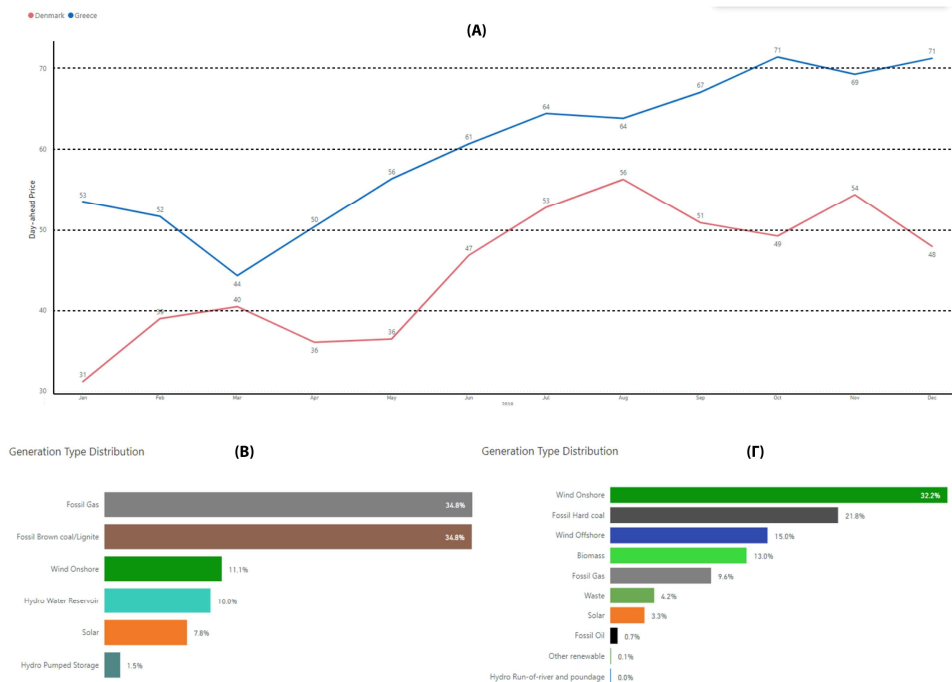 Denmark Greece
(A)
Day-ahead Price
70
60
50
40
30
53
52
44
50
56
61
64
64
67
71
69
71
31
40
36
36
47
53
56
51
49
54
48
Jan
Feb
Mar
Apr
May
Jun
Jul
Aug
Sep
Oct
Nov
Dec
Generation Type Distribution
(B)
Fossil Gas
34.8%
Fossil Brown coal/Lignite
34.8%
Wind Onshore
11.1%
Hydro Water Reservoir
10.0%
Solar
7.8%
Hydro Pumped Storage
1.5%
Generation Type Distribution
(Γ)
Wind Onshore
32.2%
Fossil Hard coal
21.8%
Wind Offshore
15.0%
Biomass
13.0%
Fossil Gas
9.6%
Waste
4.2%
Solar
3.3%
Fossil Oil
0.7%
Other renewable
0.1%
Hydro Run-of-river and poundage
0.0%